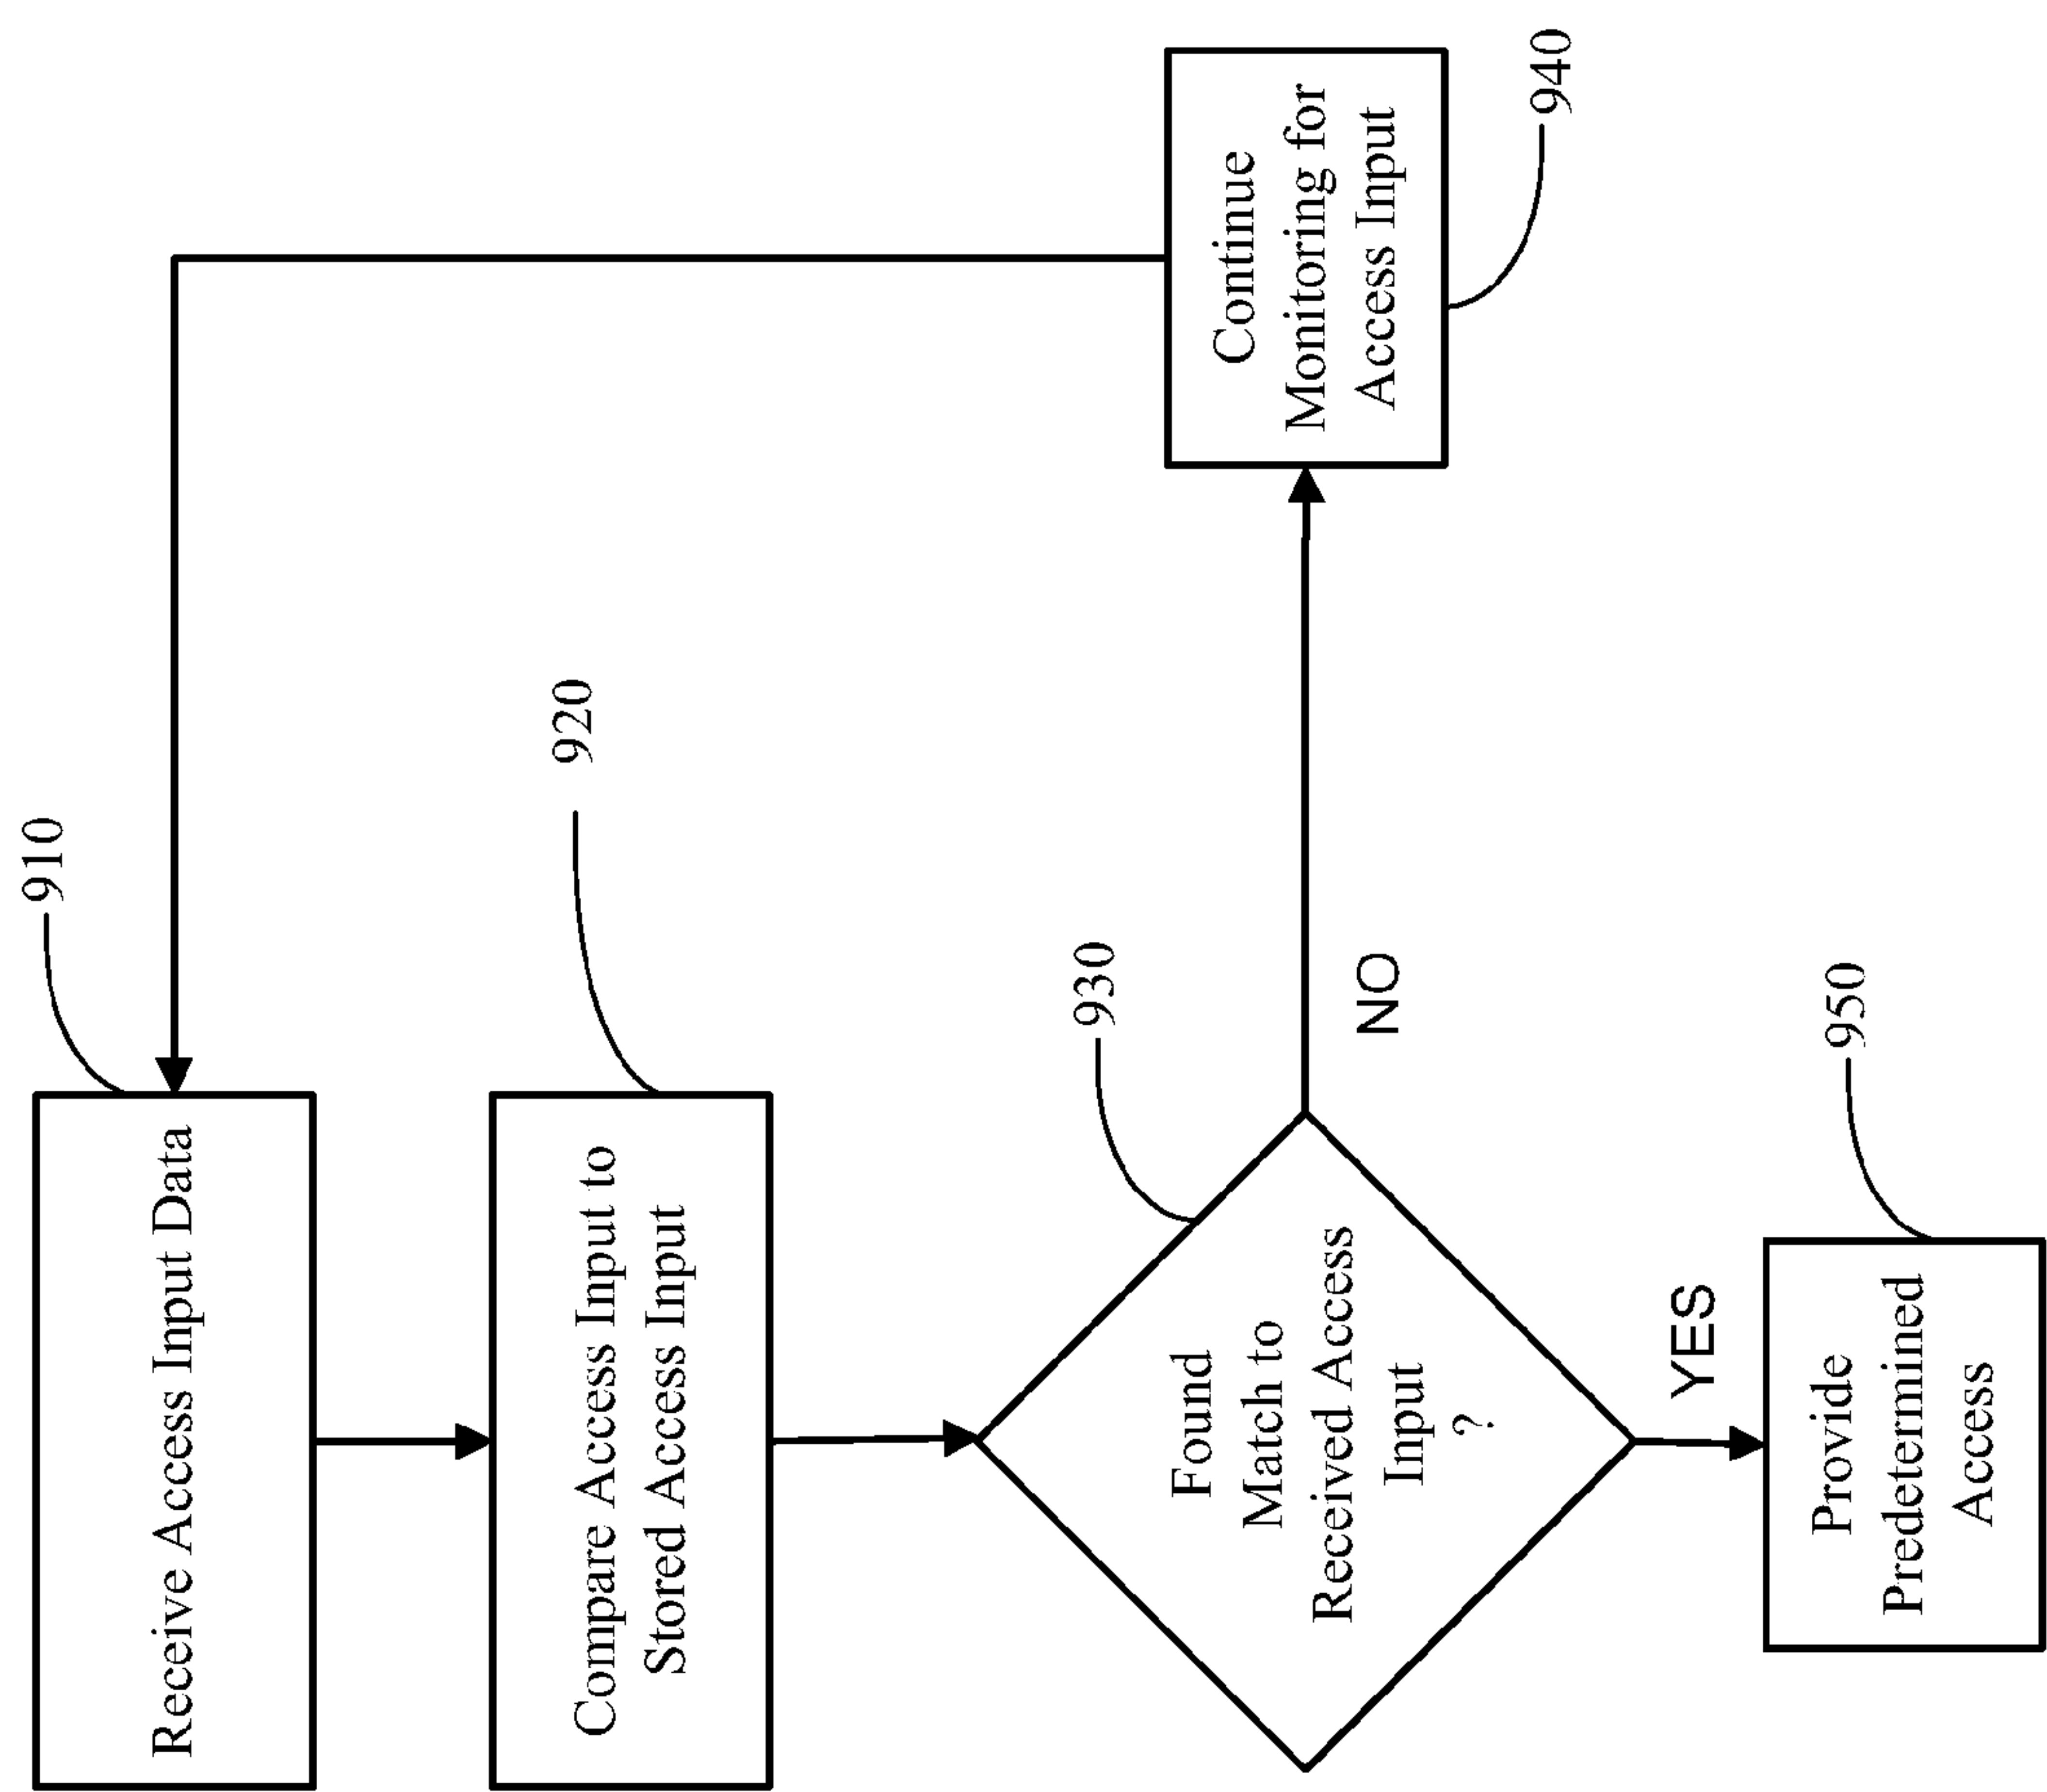 910
Receive Access Input Data
920
Compare Access Input to
Stored Access Input
930
Found
Match to
Received Access
Input
?
NO
940
Continue
Monitoring for
Access Input
YES
950
Provide
Predetermined
Access